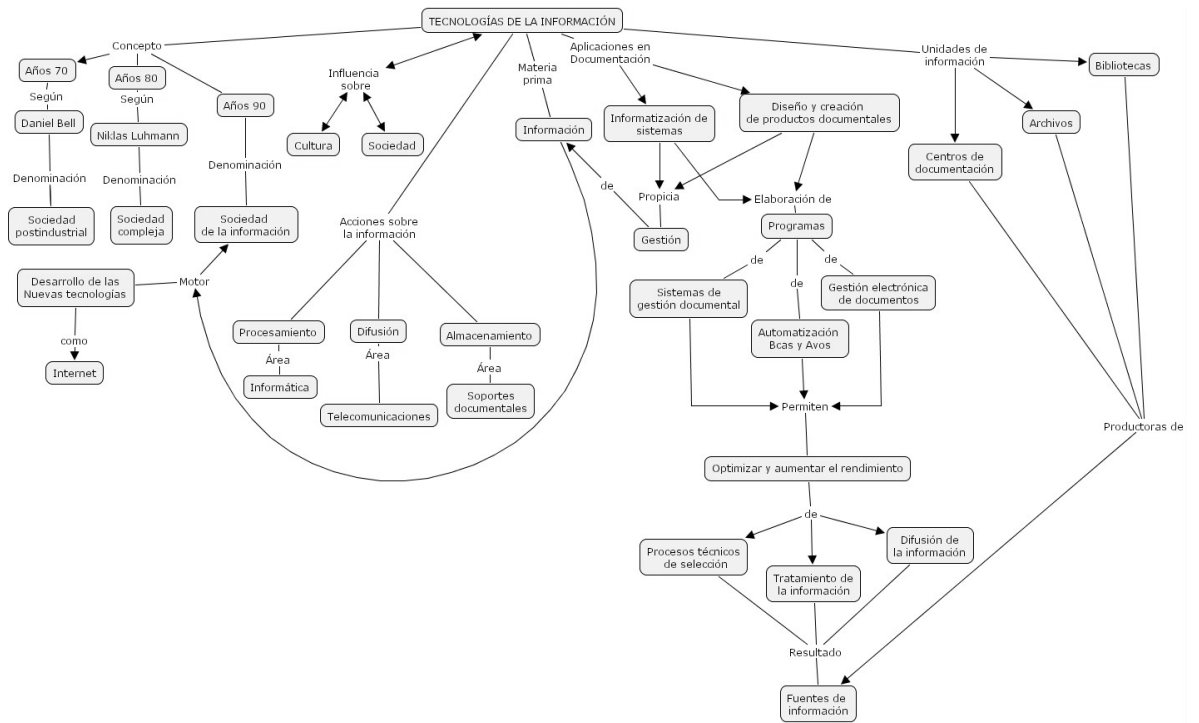 TECNOLOGÍAS DE LA INFORMACIÓN
Concepto
Años 70
Según
Daniel Bell
Denominación
Sociedad
postindustrial
Años 80
Según
Niklas Luhmann
Denominación
Sociedad
compleja
Años 90
Denominación
Sociedad
de la información
Motor
Desarrollo de las
Nuevas tecnologías
como
Internet
Influencia
sobre
Cultura
Sociedad
Acciones sobre
la información
Procesamiento
Área
Informática
Difusión
Área
Telecomunicaciones
Almacenamiento
Área
Soportes
documentales
Materia
prima
Información
Aplicaciones en
Documentación
Informatización de
sistemas
Diseño y creación
de productos documentales
Propicia
Gestión
de
Elaboración de
Programas
de
de
de
Sistemas de
gestión documental
Automatización
Bcas y Avos
Gestión electrónica
de documentos
Permiten
Optimizar y aumentar el rendimiento
de
Procesos técnicos
de selección
Tratamiento de
la información
Difusión de
la información
Resultado
Fuentes de
información
Unidades de
información
Centros de
documentación
Archivos
Bibliotecas
Productoras de